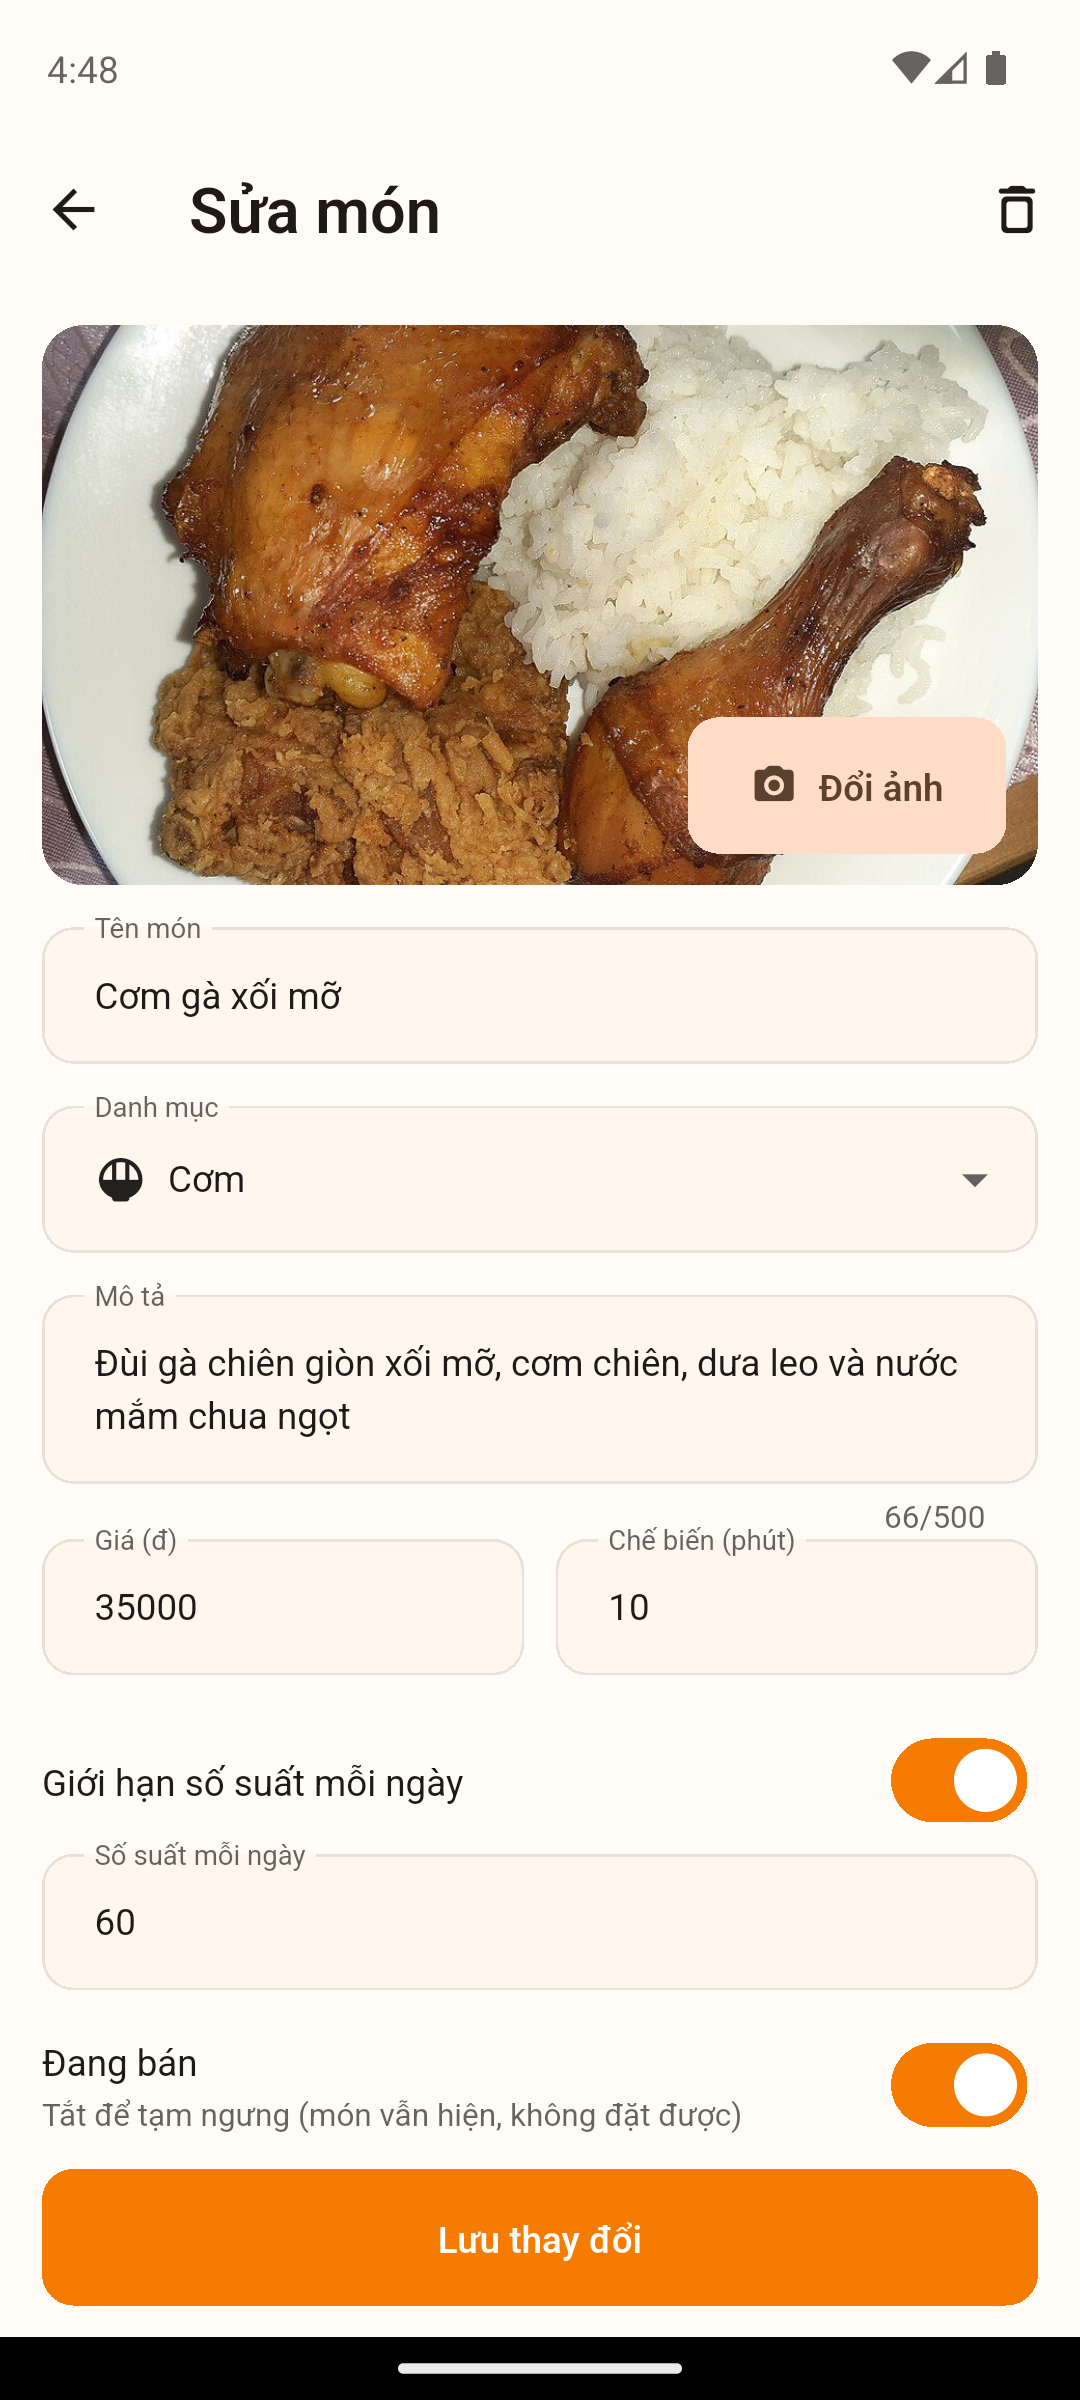 4:48
Sửa món
Đổi ảnh
Tên món
Cơm gà xối mỡ
Danh mục
Cơm
Mô tả
Đùi gà chiên giòn xối mỡ, cơm chiên, dưa leo và nước
mắm chua ngọt
66/500
Giá (đ)
Chế biến (phút)
35000
10
Giới hạn số suất mỗi ngày
Số suất mỗi ngày
60
Đang bán
Tắt để tạm ngưng (món vẫn hiện, không đặt được)
Lưu thay đổi